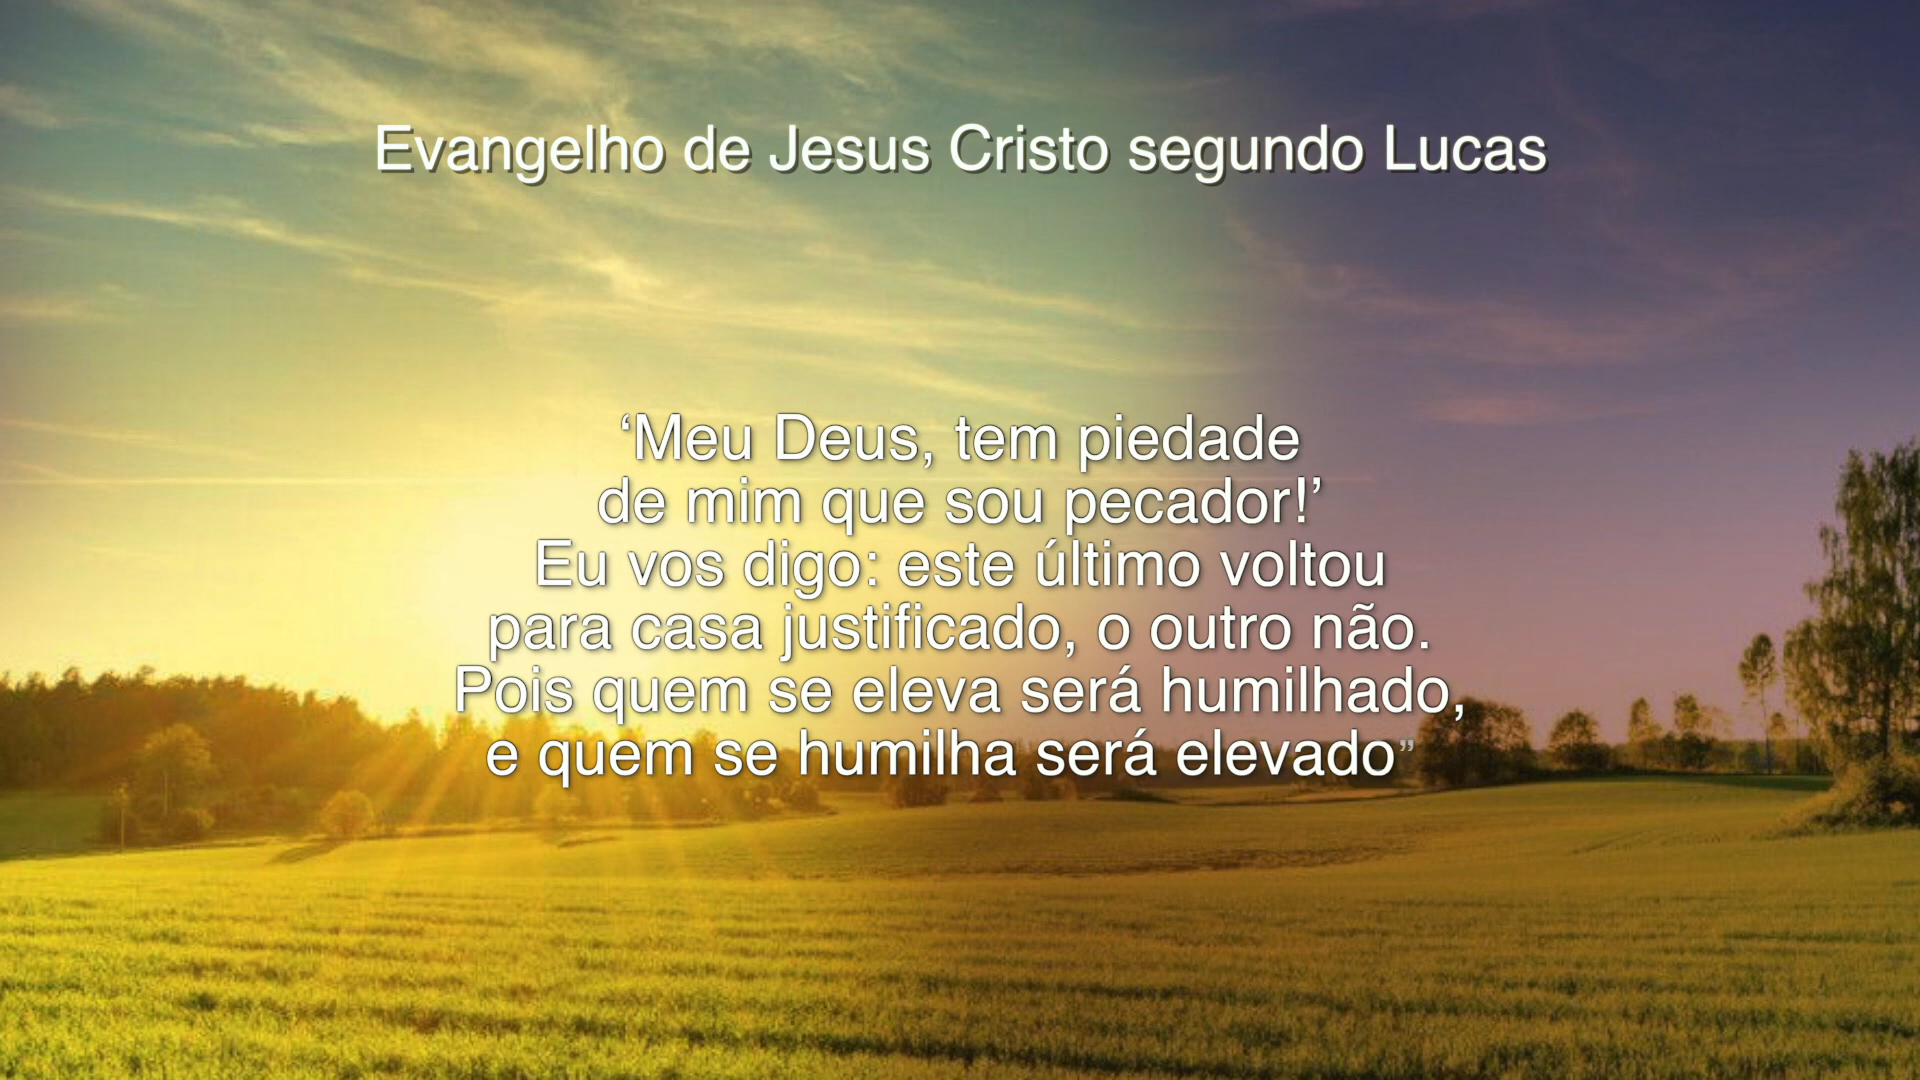 Evangelho de Jesus Cristo segundo Lucas
‘Meu Deus, tem piedade
de mim que sou pecador!’
Eu vos digo: este último voltou
para casa justificado, o outro não.
Pois quem se eleva será humilhado,
e quem se humilha será elevado”